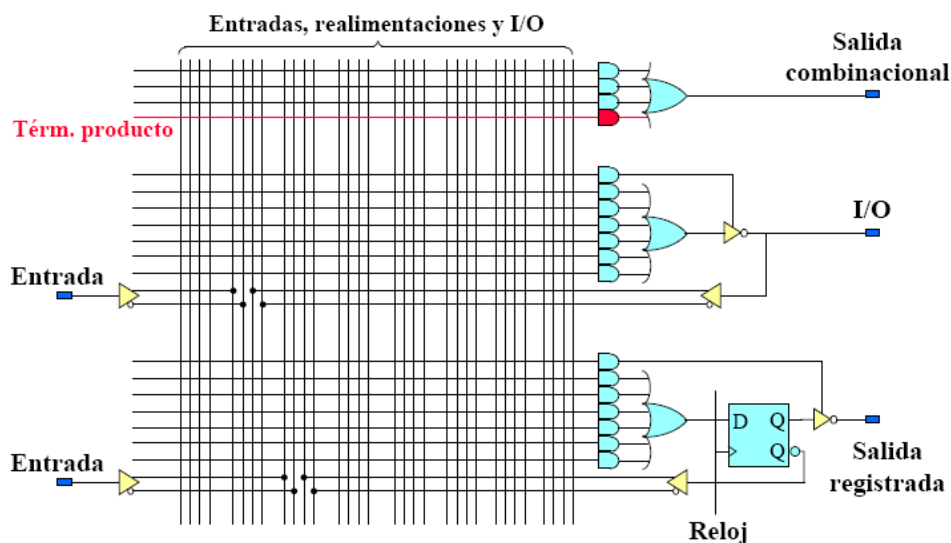 Entradas, realimentaciones y I/O
Salida
combinacional
Térm. producto
I/O
Entrada
D Q
Q
Entrada
Salida
registrada
Reloj